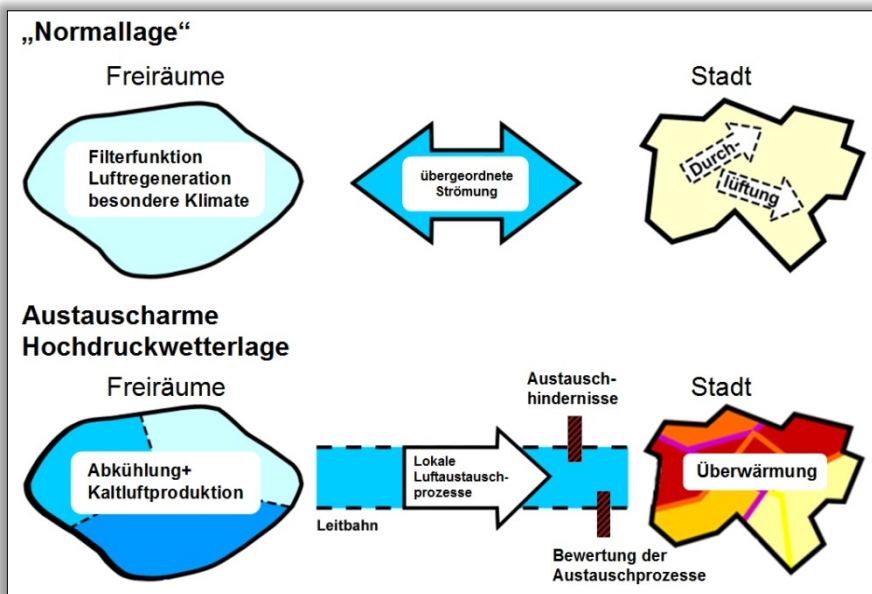 „Normallage“
Freiräume
Stadt
Filterfunktion
Luftregeneration
besondere Klimate
übergeordnete
Strömung
Durch-
lüftung
Austauscharme
Hochdruckwetterlage
Freiräume
Austausch-
hindernisse
Stadt
Abkühlung+
Kaltluftproduktion
Lokale
Luftaustausch-
prozesse
Überwärmung
Leitbahn
Bewertung der
Austauschprozesse